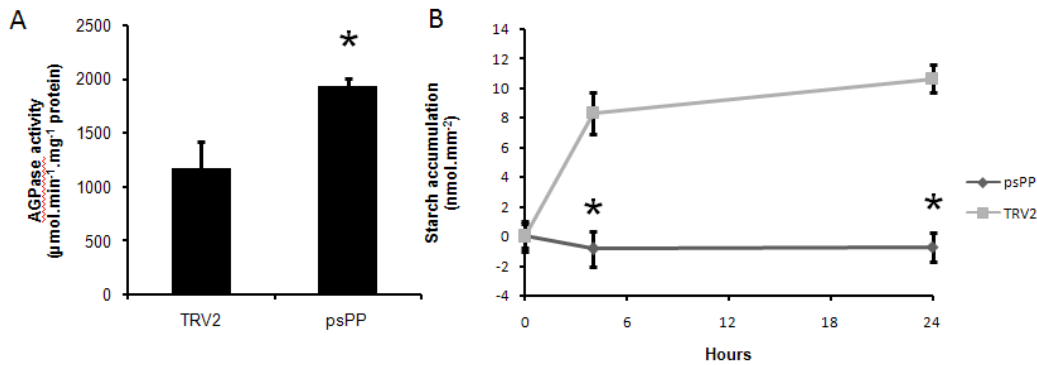 A
AGPase activity
(µmol.min⁻¹.mg⁻¹ protein)
2500
2000
1500
1000
500
0
*
TRV2
psPP
B
Starch accumulation
(nmol.mm⁻²)
14
12
10
8
6
4
2
0
-2
-4
*
*
0
6
12
18
24
Hours
psPP
TRV2